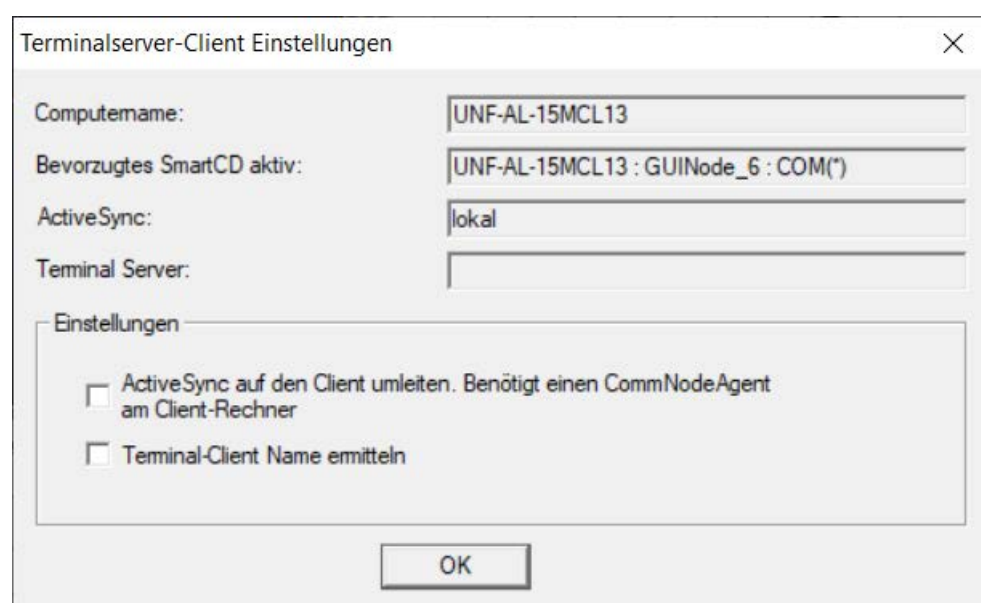 Terminalserver-Client Einstellungen
Computername: UNF-AL-15MCL13
Bevorzugtes SmartCD aktiv: UNF-AL-15MCL13 : GUINode_6 : COM(*)
ActiveSync: lokal
Terminal Server:
Einstellungen
ActiveSync auf den Client umleiten. Benötigt einen CommNodeAgent
am Client-Rechner
Terminal-Client Name ermitteln
OK